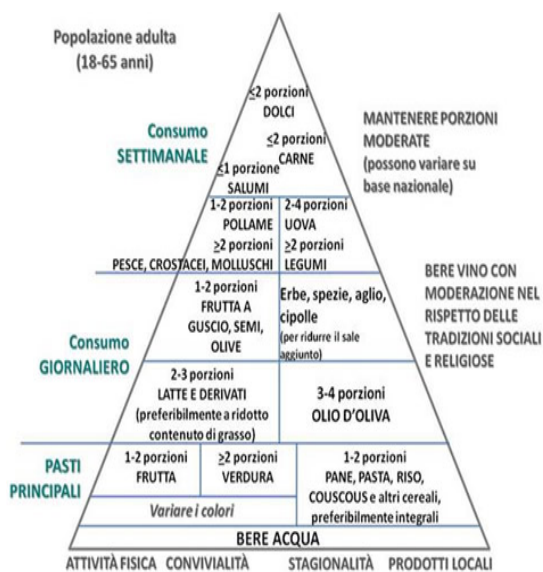 Popolazione adulta
(18-65 anni)
≤2 porzioni
DOLCI
Consumo
SETTIMANALE
≤2 porzioni
CARNE
≤1 porzione
SALUMI
MANTENERE PORZIONI
MODERATE
(possono variare su
base nazionale)
1-2 porzioni
POLLAME
≥2 porzioni
PESCE, CROSTACEI, MOLLUSCHI
2-4 porzioni
UOVA
≥2 porzioni
LEGUMI
BERE VINO CON
MODERAZIONE NEL
RISPETTO DELLE
TRADIZIONI SOCIALI
E RELIGIOSE
Consumo
GIORNALIERO
1-2 porzioni
FRUTTA A
GUSCIO, SEMI,
OLIVE
Erbe, spezie, aglio,
cipolle
(per ridurre il sale
aggiunto)
2-3 porzioni
LATTE E DERIVATI
(preferibilmente a ridotto
contenuto di grasso)
3-4 porzioni
OLIO D'OLIVA
PASTI
PRINCIPALI
1-2 porzioni
FRUTTA
≥2 porzioni
VERDURA
Variare i colori
1-2 porzioni
PANE, PASTA, RISO,
COUSCOUS e altri cereali,
preferibilmente integrali
BERE ACQUA
ATTIVITÀ FISICA CONVIVIALITÀ STAGIONALITÀ PRODOTTI LOCALI